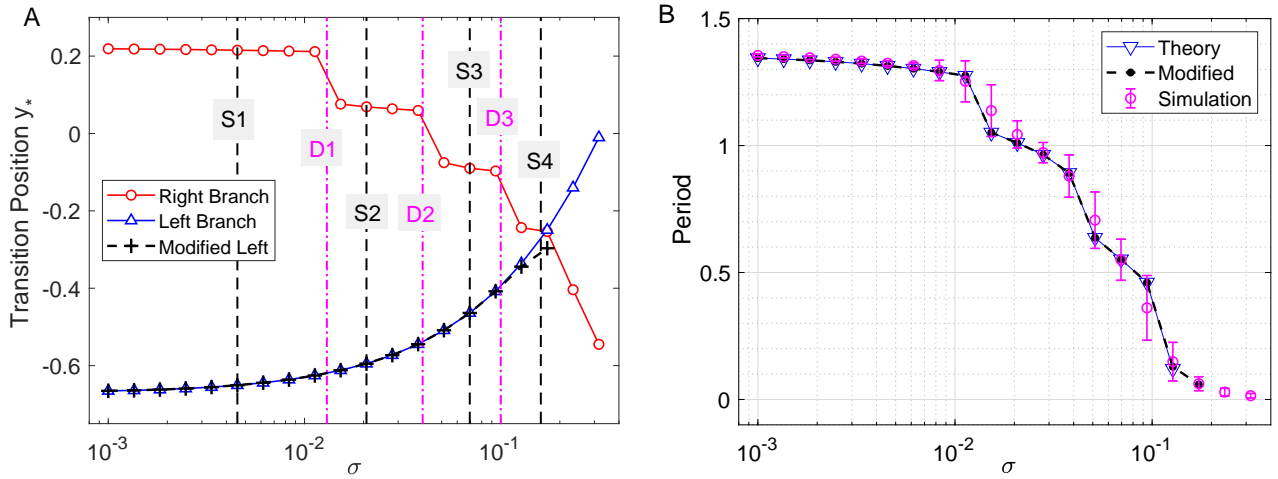 A
Transition Position y*
0.2
0
-0.2
-0.4
-0.6
S1
D1
S2
D2
S3
D3
S4
Right Branch
Left Branch
Modified Left
10^-3
10^-2
10^-1
σ
B
Period
1.5
1
0.5
0
Theory
Modified
Simulation
10^-3
10^-2
10^-1
σ